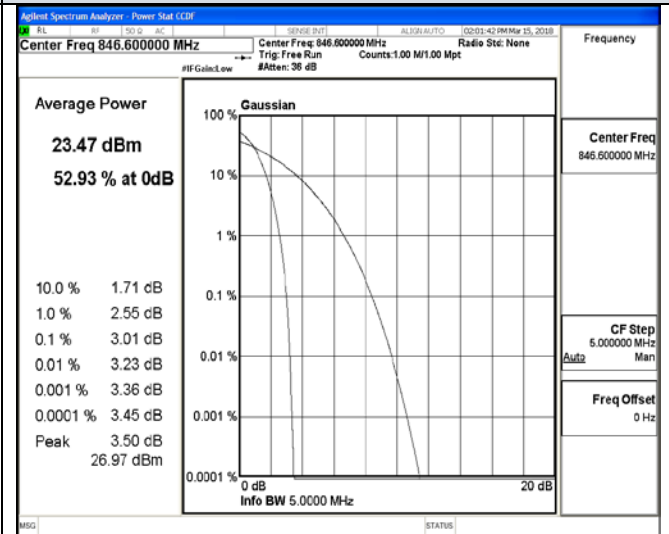 Agilent Spectrum Analyzer - Power Stat CCDF
RL RF 50 Ω AC SENSE:INT ALIGN AUTO 02:01:42 PM Mar 15, 2018
Center Freq 846.600000 MHz
Center Freq: 846.600000 MHz Radio Std: None
Trig: Free Run Counts:1.00 M/1.00 Mpt
#IFGain:Low #Atten: 36 dB
Frequency
Average Power
23.47 dBm
52.93 % at 0dB
10.0 % 1.71 dB
1.0 % 2.55 dB
0.1 % 3.01 dB
0.01 % 3.23 dB
0.001 % 3.36 dB
0.0001 % 3.45 dB
Peak 3.50 dB
26.97 dBm
Gaussian
100 %
10 %
1 %
0.1 %
0.01 %
0.001 %
0.0001 %
0 dB 20 dB
Info BW 5.0000 MHz
Center Freq
846.600000 MHz
CF Step
5.000000 MHz
Auto Man
Freq Offset
0 Hz
MSG STATUS